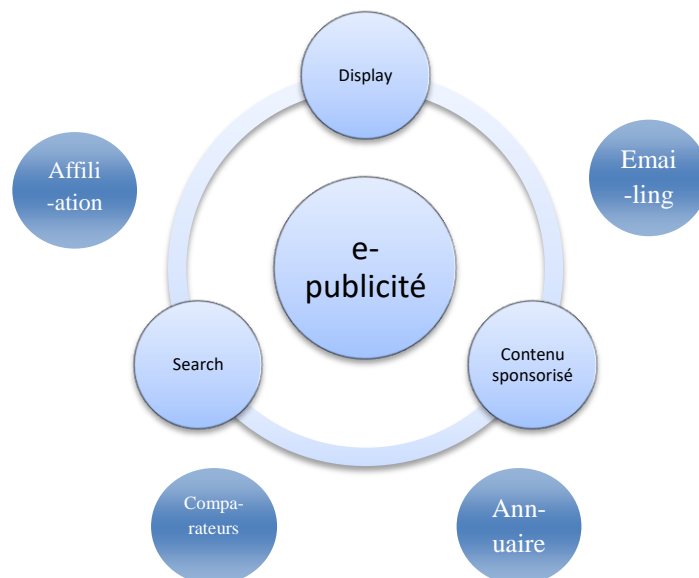 Display
Affili
-ation
Emai
-ling
e-
publicité
Search
Contenu
sponsorisé
Compa-
rateurs
Ann-
uaire